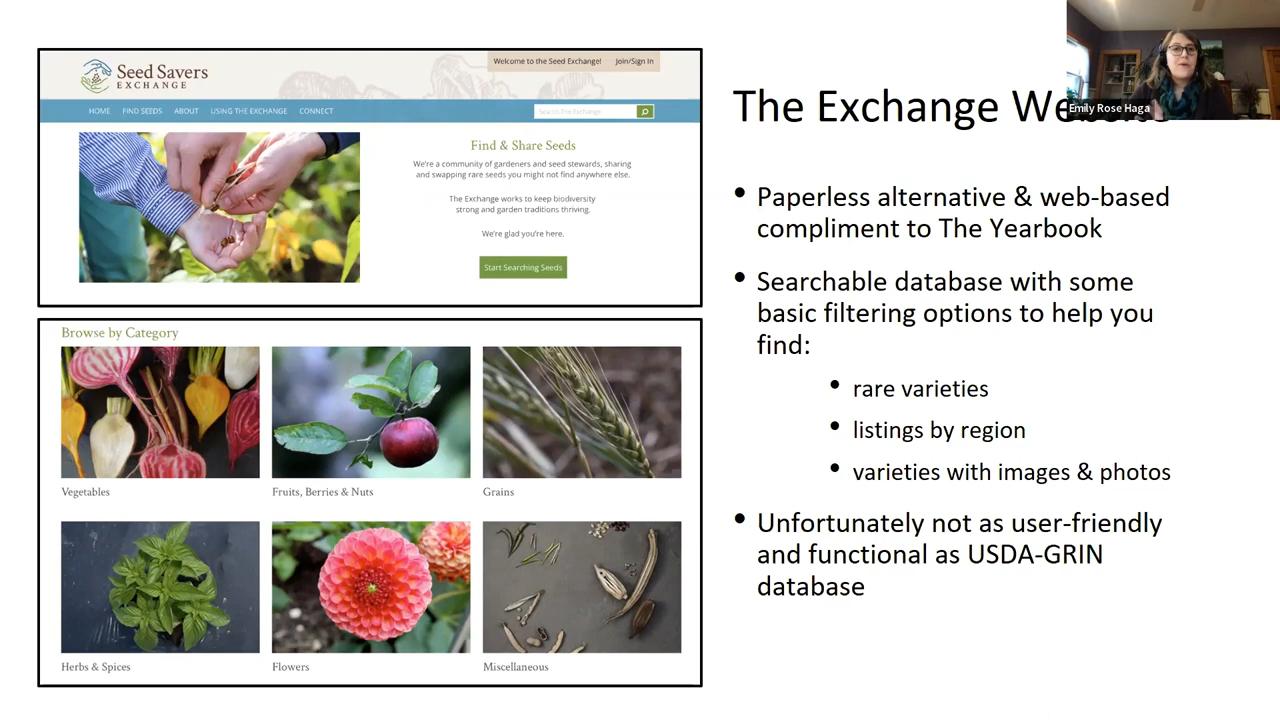 Seed Savers
EXCHANGE
Welcome to the Seed Exchange! Join/Sign In
HOME FIND SEEDS ABOUT USING THE EXCHANGE CONNECT
Search The Exchange
Find & Share Seeds
We're a community of gardeners and seed stewards, sharing
and swapping rare seeds you might not find anywhere else.
The Exchange works to keep biodiversity
strong and garden traditions thriving.
We're glad you're here.
Start Searching Seeds
Browse by Category
Vegetables
Fruits, Berries & Nuts
Grains
Herbs & Spices
Flowers
Miscellaneous
Emily Rose Haga
The Exchange
• Paperless alternative & web-based
compliment to The Yearbook
• Searchable database with some
basic filtering options to help you
find:
• rare varieties
• listings by region
• varieties with images & photos
• Unfortunately not as user-friendly
and functional as USDA-GRIN
database